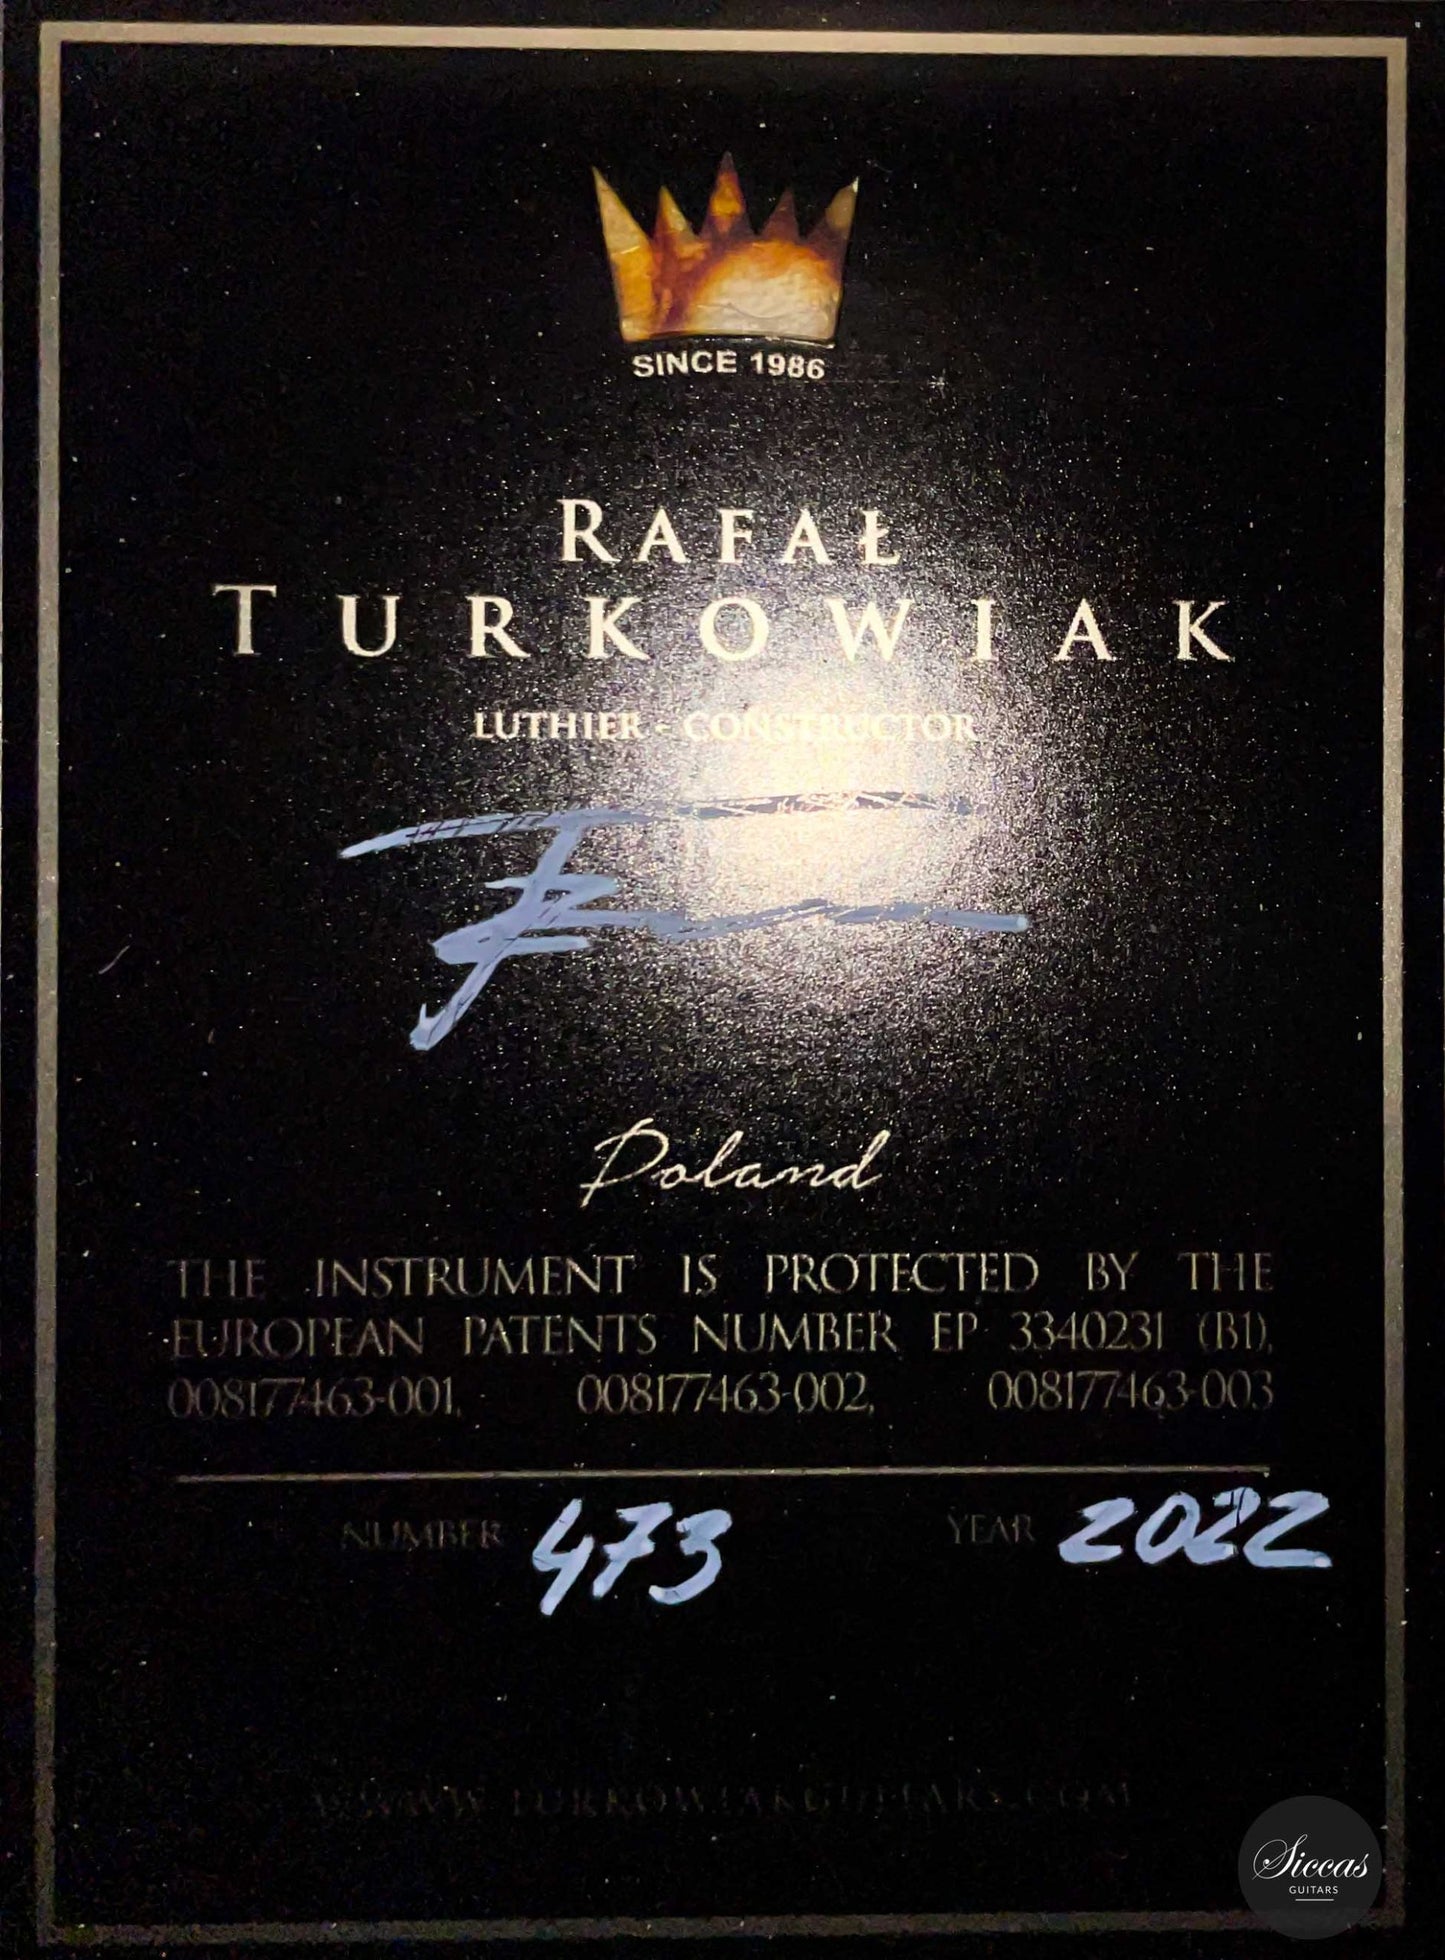 SINCE 1986
RAFAŁ
TURKOWIAK
LUTHIER - CONSTRUCTOR
Poland
THE INSTRUMENT IS PROTECTED BY THE
EUROPEAN PATENTS NUMBER EP 3340231 (B1),
008177463-001, 008177463-002, 008177463-003
NUMBER 473 YEAR 2022
WWW.TURKOWIAKGUITARS.COM
Siccas
GUITARS